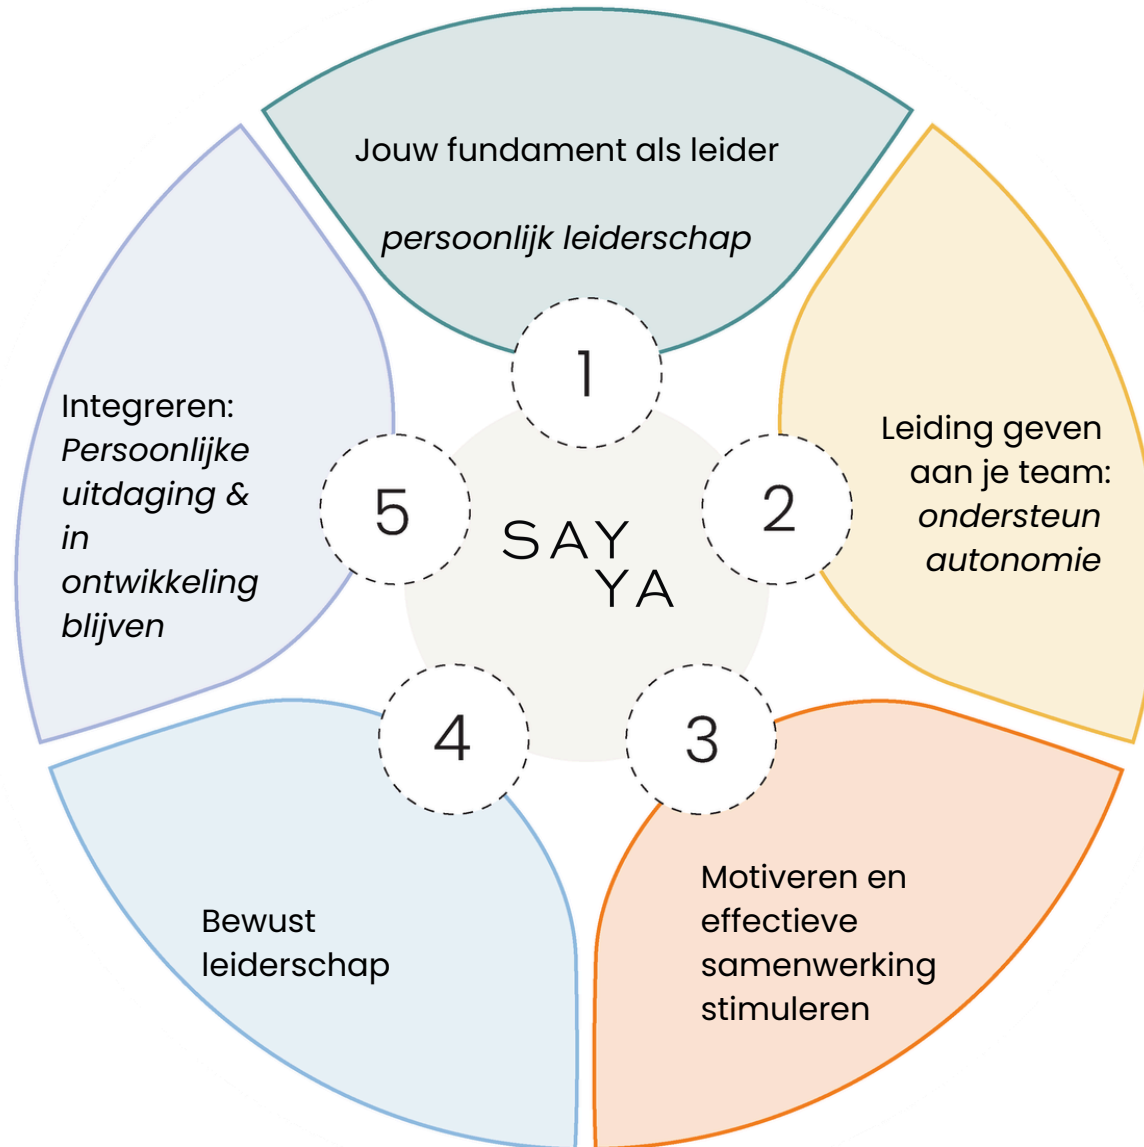 Jouw fundament als leider
persoonlijk leiderschap
1
Leiding geven
aan je team:
ondersteun
autonomie
2
Motiveren en
effectieve
samenwerking
stimuleren
3
Bewust
leiderschap
4
Integreren:
Persoonlijke
uitdaging &
in
ontwikkeling
blijven
5
SAY
YA